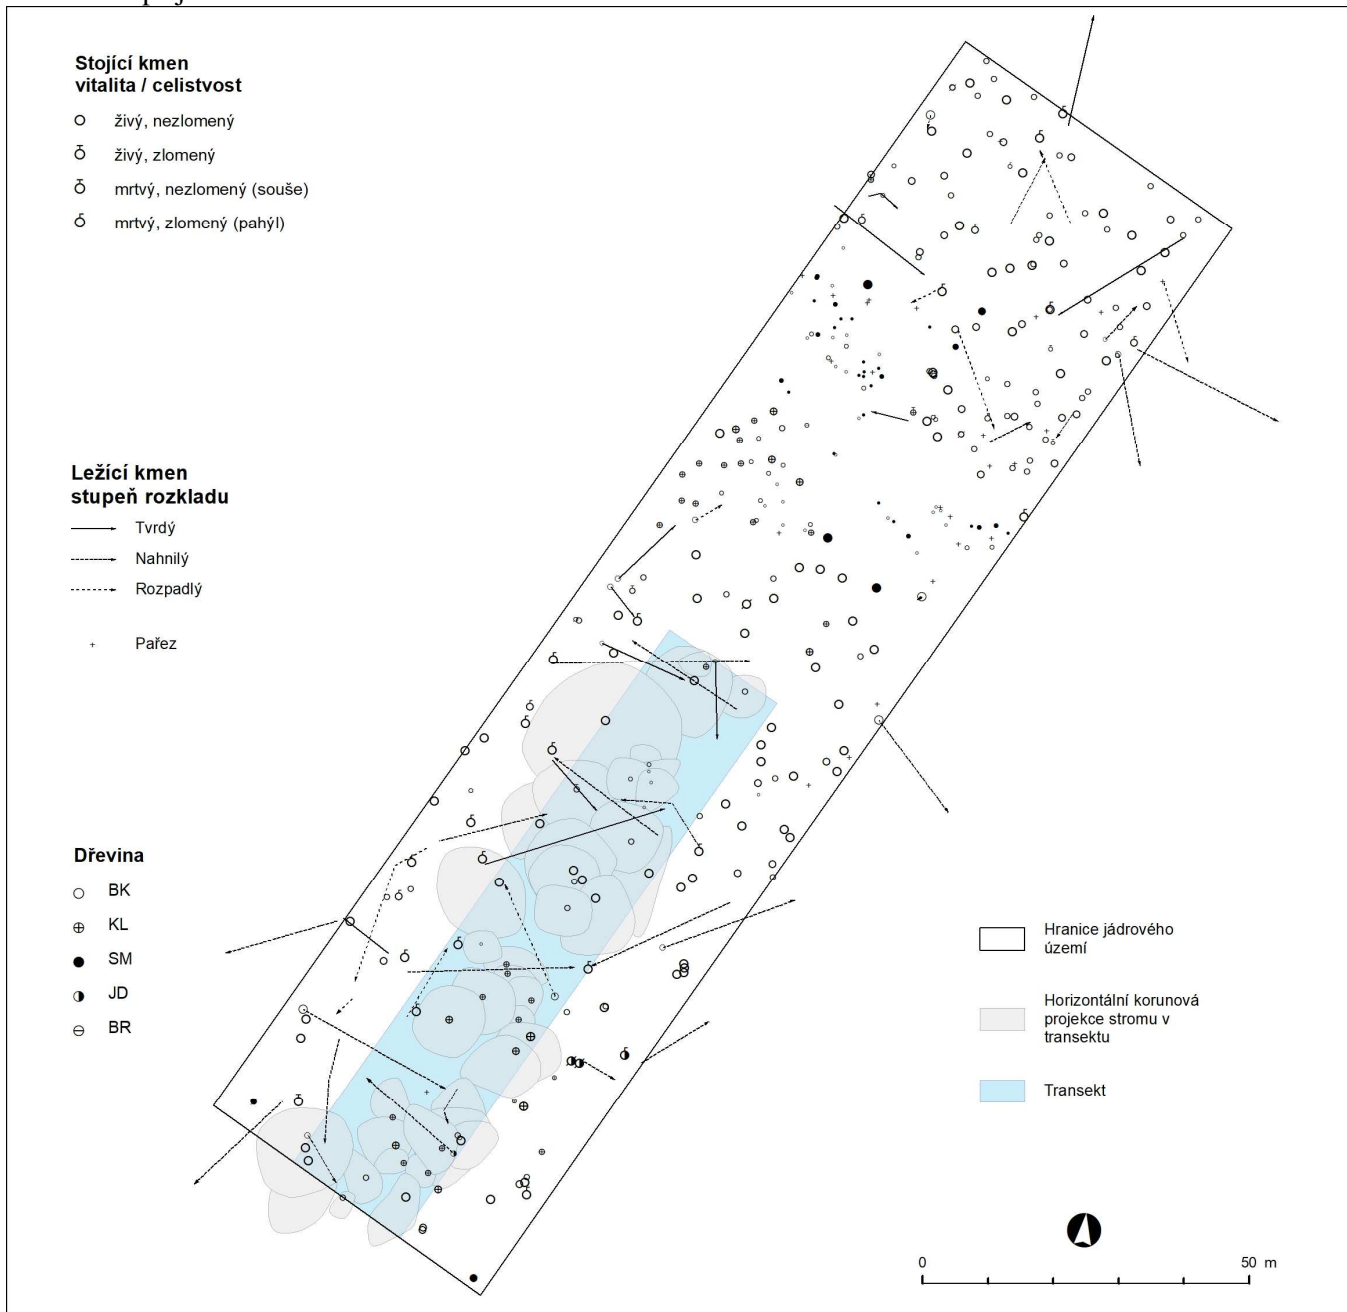 Stojící kmen
vitalita / celistvost
živý, nezlomený
živý, zlomený
mrtvý, nezlomený (souše)
mrtvý, zlomený (pahýl)
Ležící kmen
stupeň rozkladu
Tvrdý
Nahnilý
Rozpadlý
Pařez
Dřevina
BK
KL
SM
JD
BR
Hranice jádrového
území
Horizontální korunová
projekce stromu v
transektu
Transekt
0 50 m